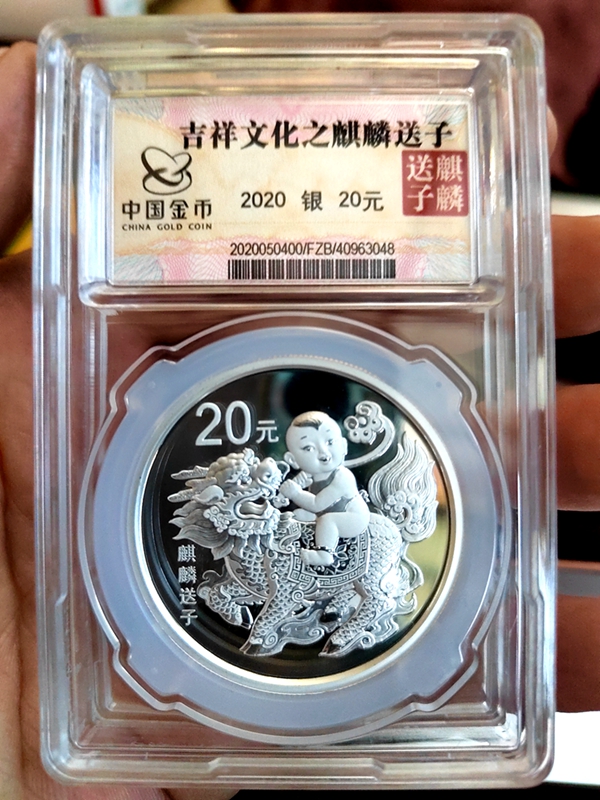 吉祥文化之麒麟送子
中国金币
CHINA GOLD COIN
2020 银 20元
麒麟
送子
2020050400/FZB/40963048
20元
麒麟送子